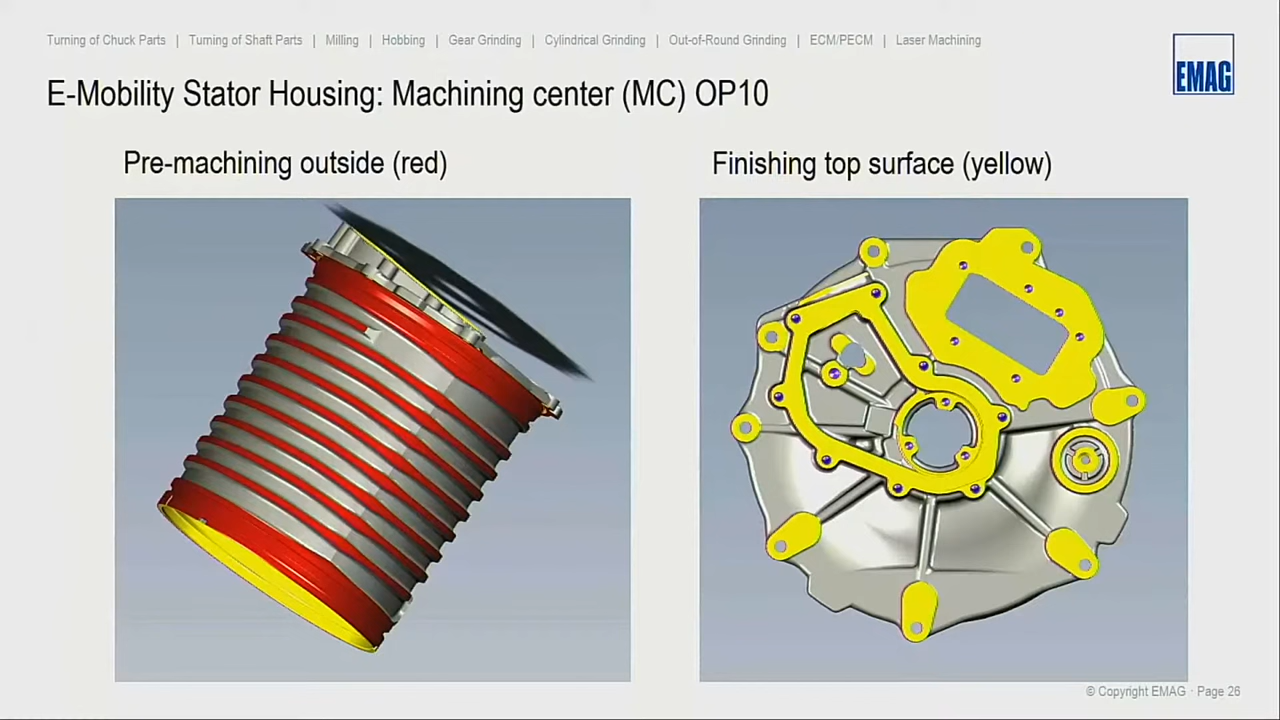 Turning of Chuck Parts | Turning of Shaft Parts | Milling | Hobbing | Gear Grinding | Cylindrical Grinding | Out-of-Round Grinding | ECM/PECM | Laser Machining
EMAG
E-Mobility Stator Housing: Machining center (MC) OP10
Pre-machining outside (red)
Finishing top surface (yellow)
© Copyright EMAG · Page 26